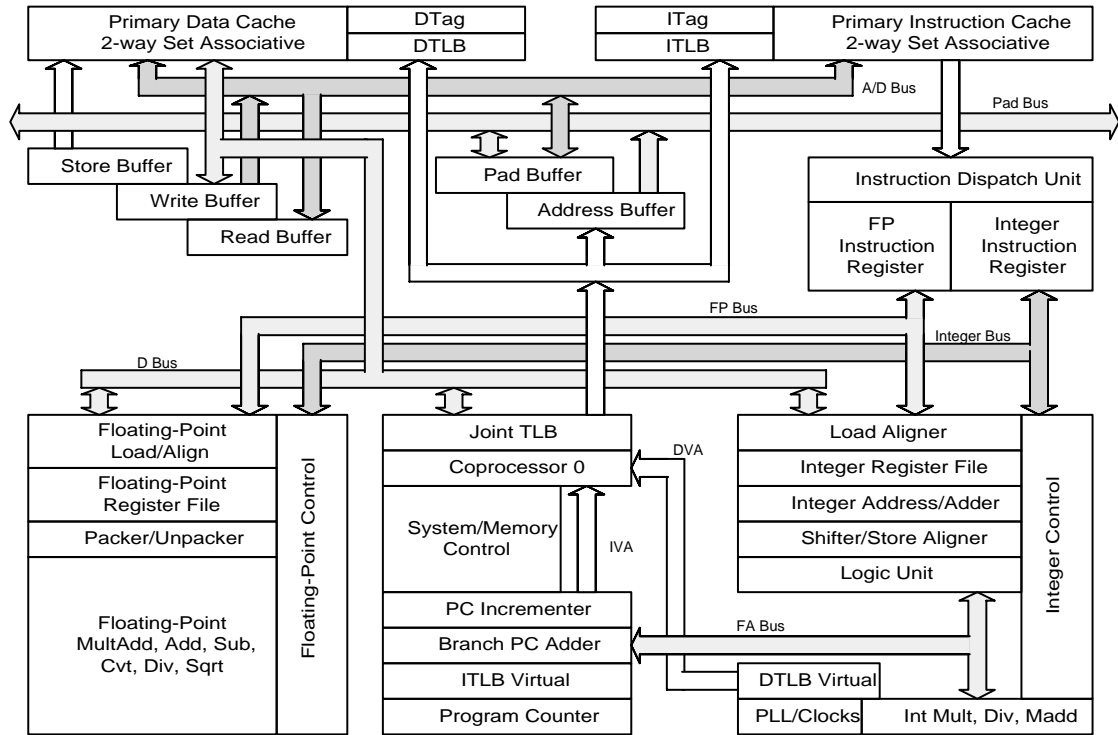 Primary Data Cache
2-way Set Associative
DTag
DTLB
ITag
ITLB
Primary Instruction Cache
2-way Set Associative
A/D Bus
Pad Bus
Store Buffer
Write Buffer
Read Buffer
Pad Buffer
Address Buffer
Instruction Dispatch Unit
FP
Instruction
Register
Integer
Instruction
Register
FP Bus
Integer Bus
D Bus
Floating-Point
Load/Align
Floating-Point
Register File
Packer/Unpacker
Floating-Point
MultAdd, Add, Sub,
Cvt, Div, Sqrt
Floating-Point Control
Joint TLB
Coprocessor 0
System/Memory
Control
IVA
DVA
PC Incrementer
Branch PC Adder
ITLB Virtual
Program Counter
FA Bus
Load Aligner
Integer Register File
Integer Address/Adder
Shifter/Store Aligner
Logic Unit
Integer Control
DTLB Virtual
PLL/Clocks
Int Mult, Div, Madd